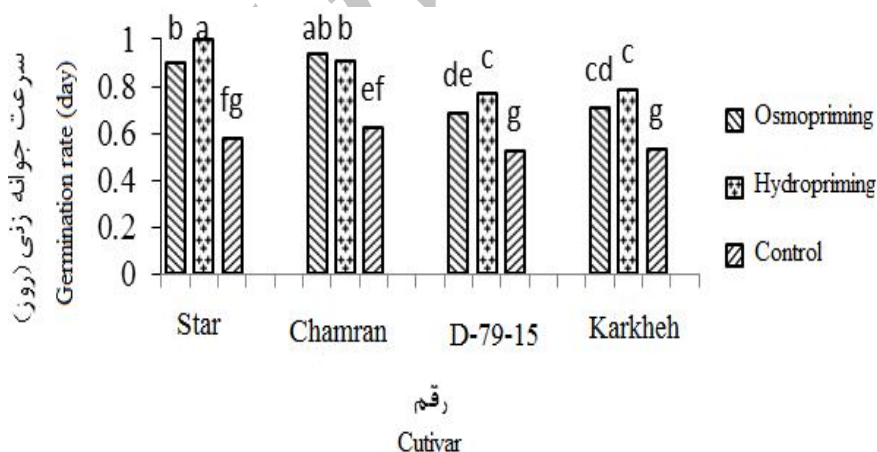 سرعت جوانه زنی (روز)
Germination rate (day)
1
0.8
0.6
0.4
0.2
0
b a fg
ab b ef
de c g
cd c g
Star Chamran D-79-15 Karkheh
رقم
Cutivar
Osmopriming
Hydropriming
Control